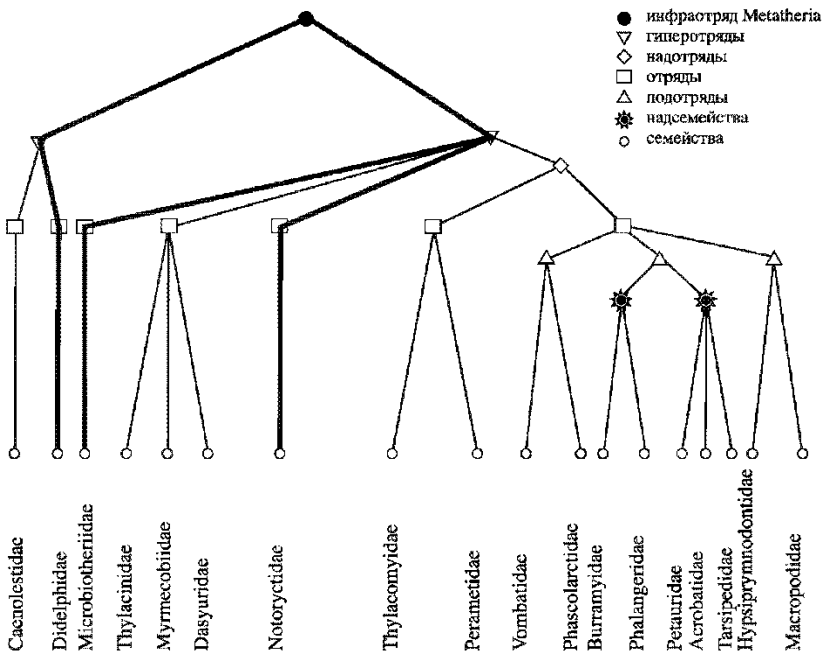 инфраотряд Metatheria
гиперотряды
надотряды
отряды
подотряды
надсемейства
семейства
Caenolestidae
Didelphidae
Microbiotheriidae
Thylacinidae
Myrmecobiidae
Dasyuridae
Notoryctidae
Thylacomyidae
Perametidae
Vombatidae
Phascolarctidae
Burramyidae
Phalangeridae
Petauridae
Acrobatidae
Tarsipedidae
Hypsiprymnodontidae
Macropodidae